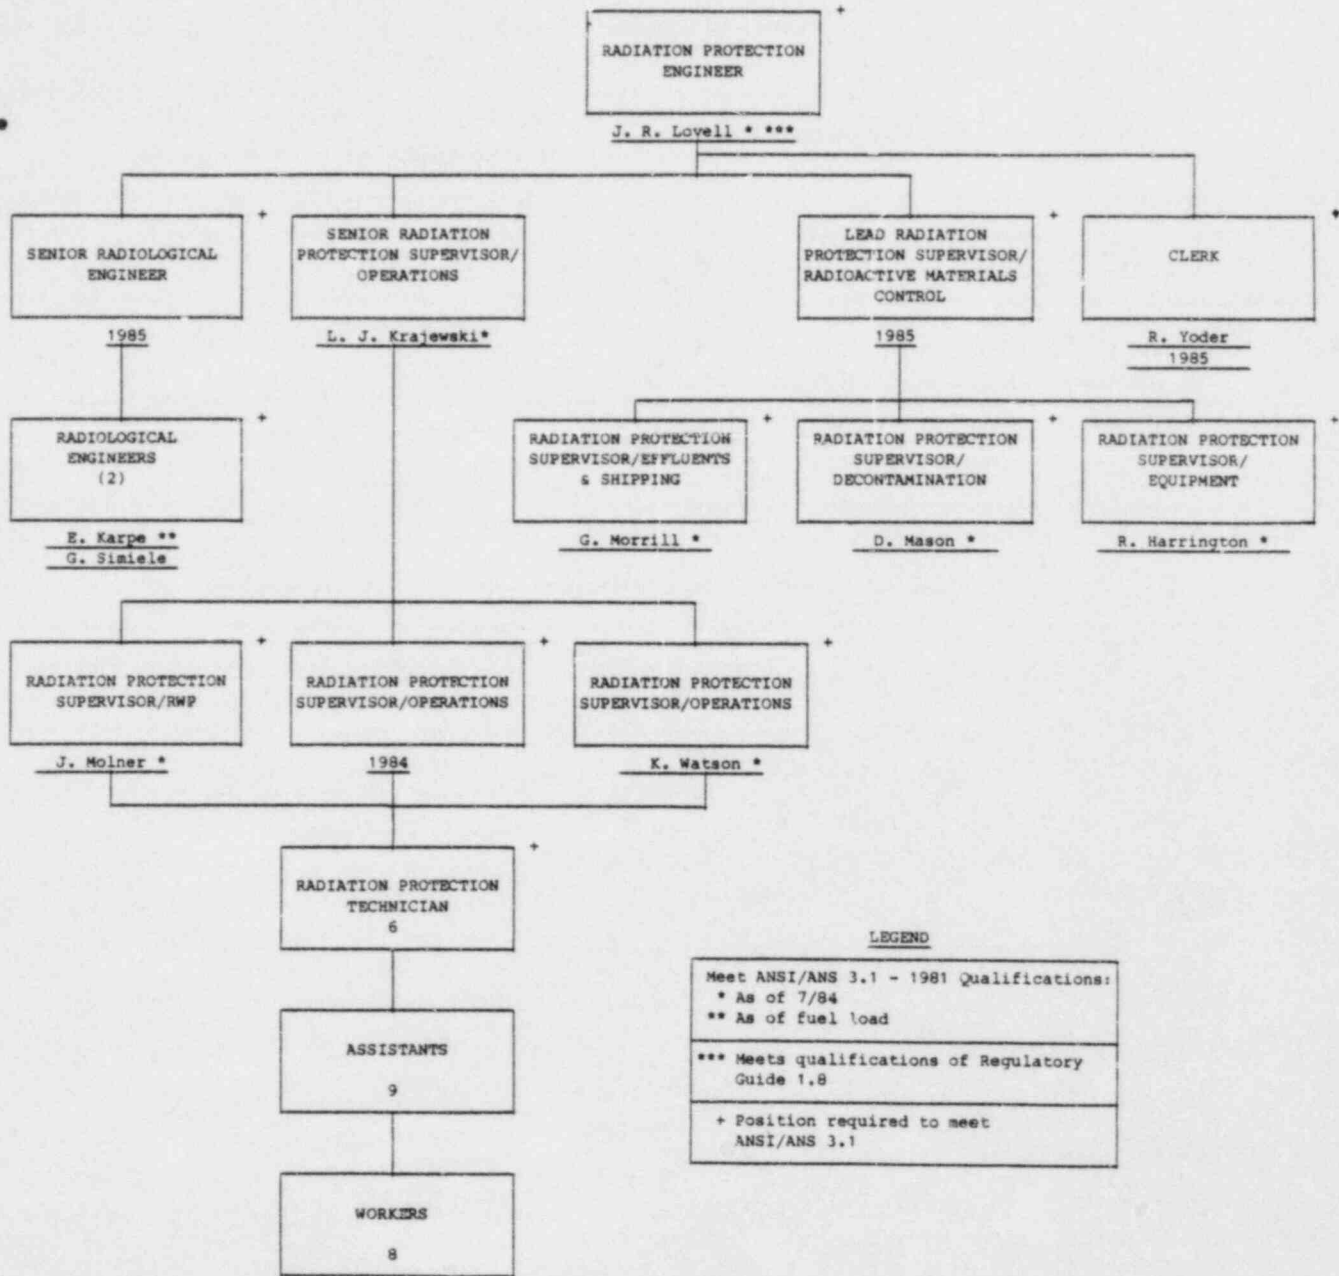 +
RADIATION PROTECTION
ENGINEER
J. R. Lovell * ***
+
SENIOR RADIOLOGICAL
ENGINEER
1985
+
SENIOR RADIATION
PROTECTION SUPERVISOR/
OPERATIONS
L. J. Krajewski*
+
LEAD RADIATION
PROTECTION SUPERVISOR/
RADIOACTIVE MATERIALS
CONTROL
1985
CLERK
R. Yoder
1985
+
RADIOLOGICAL
ENGINEERS
(2)
E. Karpe **
G. Simiele
+
RADIATION PROTECTION
SUPERVISOR/EFFLUENTS
& SHIPPING
G. Morrill *
+
RADIATION PROTECTION
SUPERVISOR/
DECONTAMINATION
D. Mason *
+
RADIATION PROTECTION
SUPERVISOR/
EQUIPMENT
R. Harrington *
+
RADIATION PROTECTION
SUPERVISOR/RWP
J. Molner *
+
RADIATION PROTECTION
SUPERVISOR/OPERATIONS
1984
+
RADIATION PROTECTION
SUPERVISOR/OPERATIONS
K. Watson *
+
RADIATION PROTECTION
TECHNICIAN
6
ASSISTANTS
9
WORKERS
8
LEGEND
Meet ANSI/ANS 3.1 - 1981 Qualifications:
* As of 7/84
** As of fuel load
*** Meets qualifications of Regulatory
Guide 1.8
+ Position required to meet
ANSI/ANS 3.1